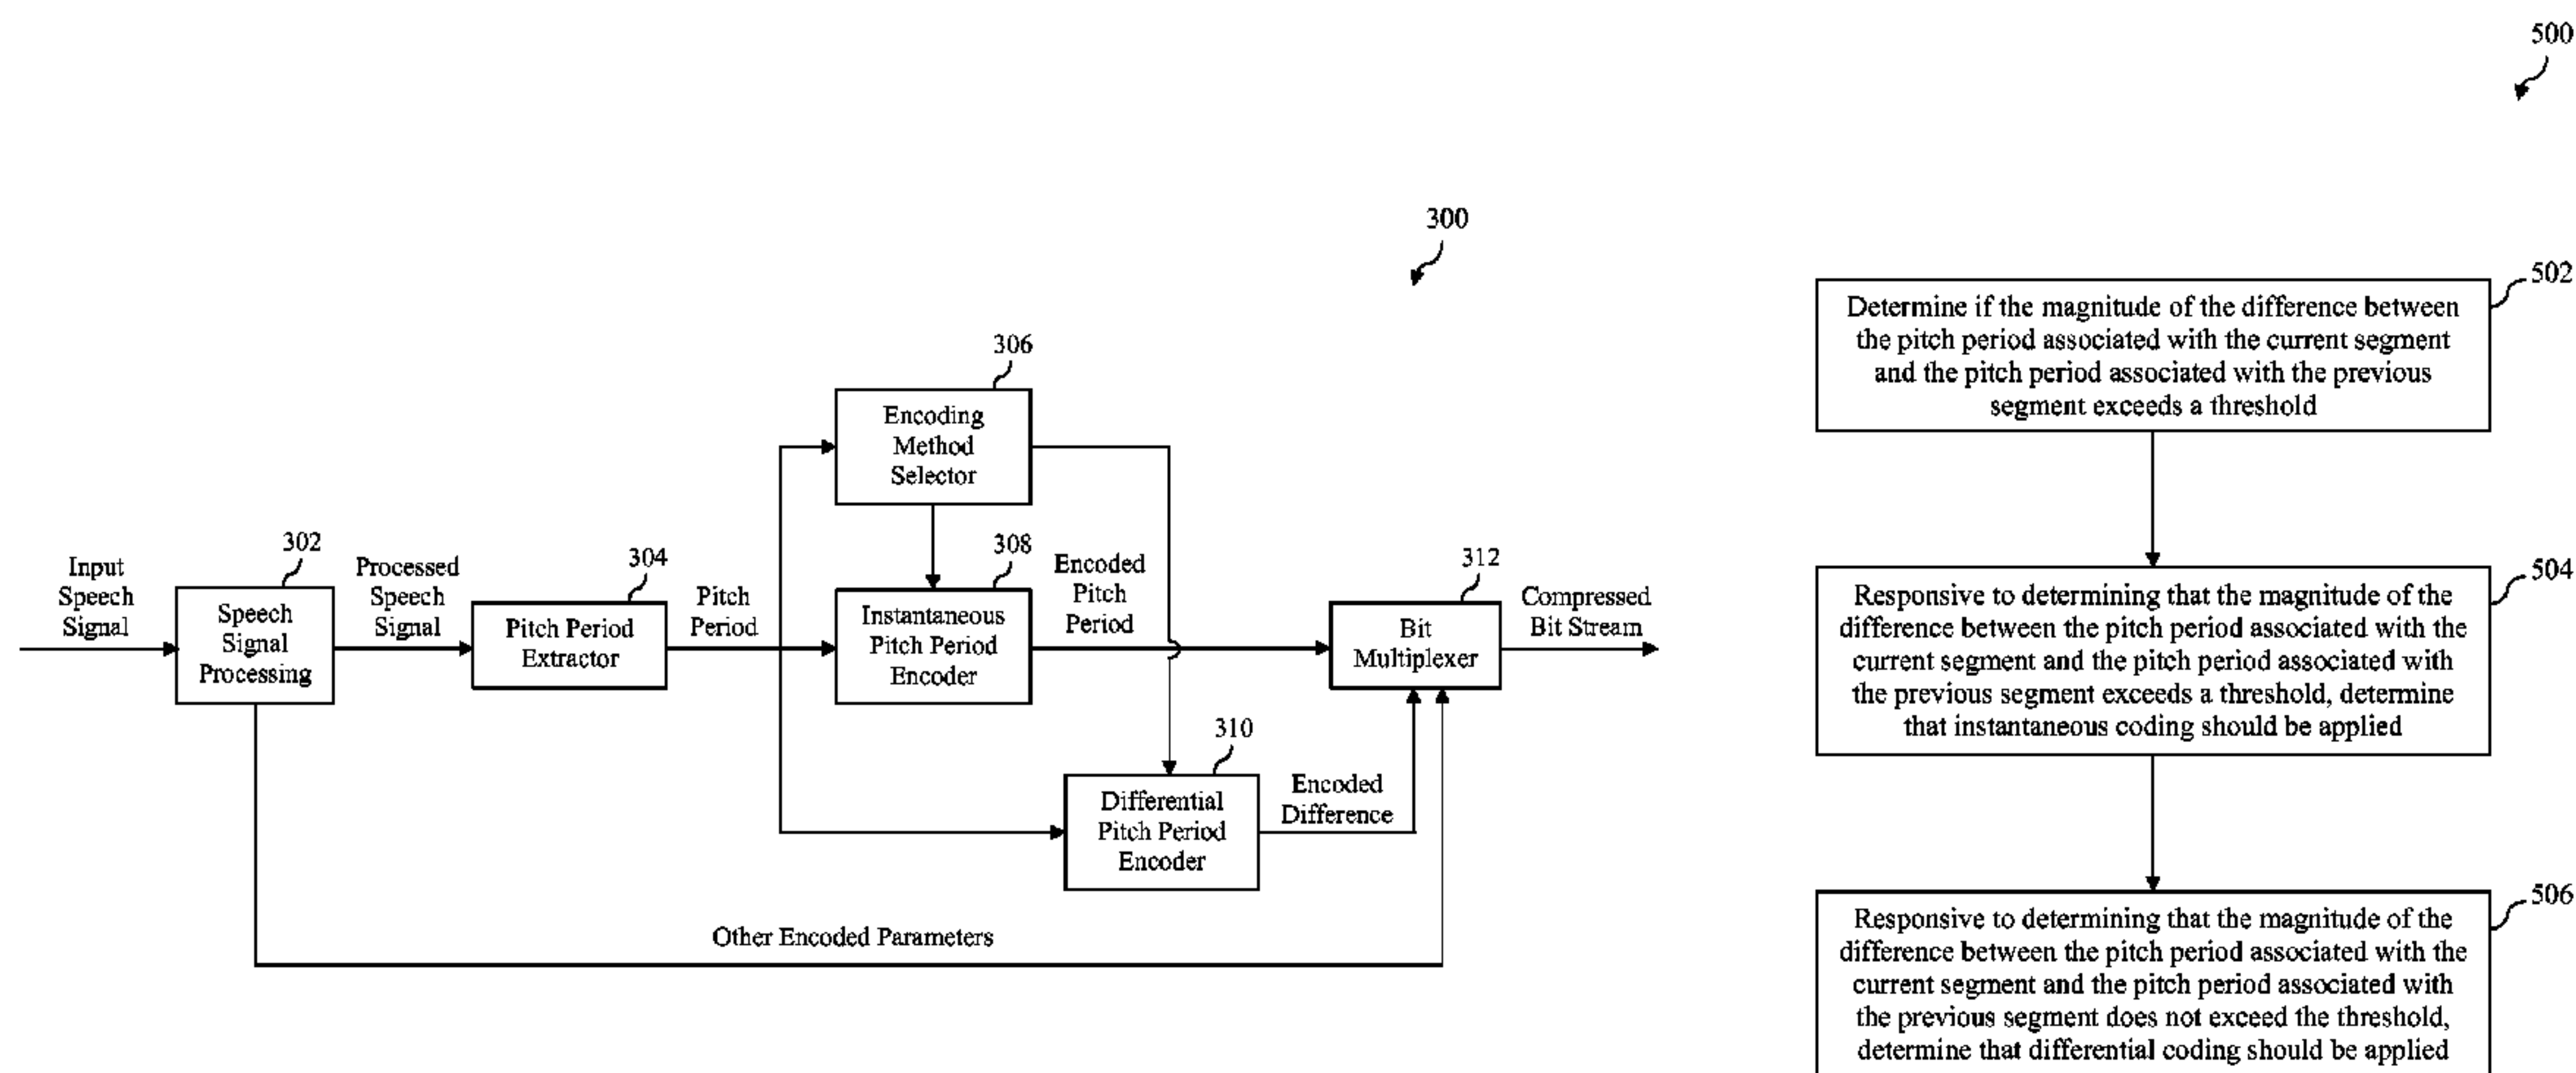 300
306
Encoding
Method
Selector
Input
Speech
Signal
302
Speech
Signal
Processing
Processed
Speech
Signal
304
Pitch Period
Extractor
Pitch
Period
308
Instantaneous
Pitch Period
Encoder
Encoded
Pitch
Period
312
Bit
Multiplexer
Compressed
Bit Stream
310
Differential
Pitch Period
Encoder
Encoded
Difference
Other Encoded Parameters
500
502
Determine if the magnitude of the difference between
the pitch period associated with the current segment
and the pitch period associated with the previous
segment exceeds a threshold
504
Responsive to determining that the magnitude of the
difference between the pitch period associated with the
current segment and the pitch period associated with
the previous segment exceeds a threshold, determine
that instantaneous coding should be applied
506
Responsive to determining that the magnitude of the
difference between the pitch period associated with the
current segment and the pitch period associated with
the previous segment does not exceed the threshold,
determine that differential coding should be applied